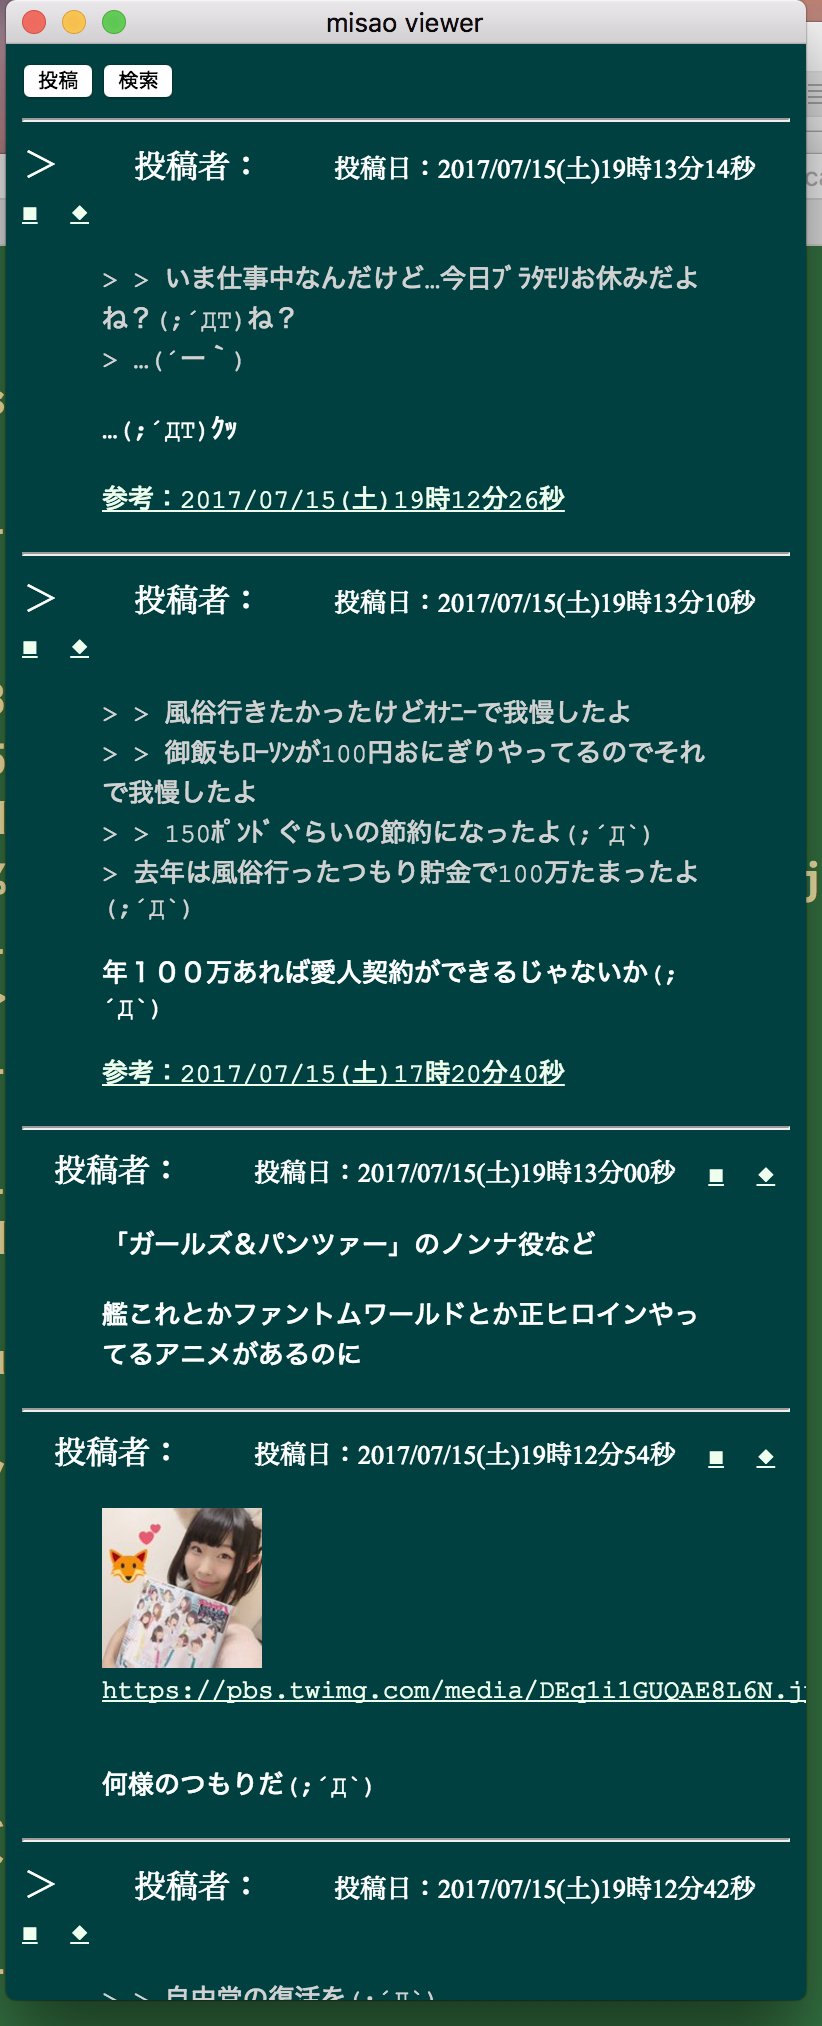 misao viewer
投稿 検索
＞ 投稿者： 投稿日：2017/07/15(土)19時13分14秒
■ ◆
> > いま仕事中なんだけど…今日ﾌﾞﾗﾀﾓﾘお休みだよ
ね？(;´Д⊤)ね？
> …(´ー｀)
…(;´Д⊤)ｸｯ
参考：2017/07/15(土)19時12分26秒
＞ 投稿者： 投稿日：2017/07/15(土)19時13分10秒
■ ◆
> > 風俗行きたかったけどｵﾅﾆｰで我慢したよ
> > 御飯もﾛｰｿﾝが100円おにぎりやってるのでそれ
で我慢したよ
> > 150ﾎﾟﾝﾄﾞぐらいの節約になったよ(;´Д`)
> 去年は風俗行ったつもり貯金で100万たまったよ
(;´Д`)
年１００万あれば愛人契約ができるじゃないか(;
´Д`)
参考：2017/07/15(土)17時20分40秒
投稿者： 投稿日：2017/07/15(土)19時13分00秒 ■ ◆
「ガールズ＆パンツァー」のノンナ役など
艦これとかファントムワールドとか正ヒロインやっ
てるアニメがあるのに
投稿者： 投稿日：2017/07/15(土)19時12分54秒 ■ ◆
https://pbs.twimg.com/media/DEq1i1GUQAE8L6N.j
何様のつもりだ(;´Д`)
＞ 投稿者： 投稿日：2017/07/15(土)19時12分42秒
■ ◆
> > 自由党の復活を(;´Д`)